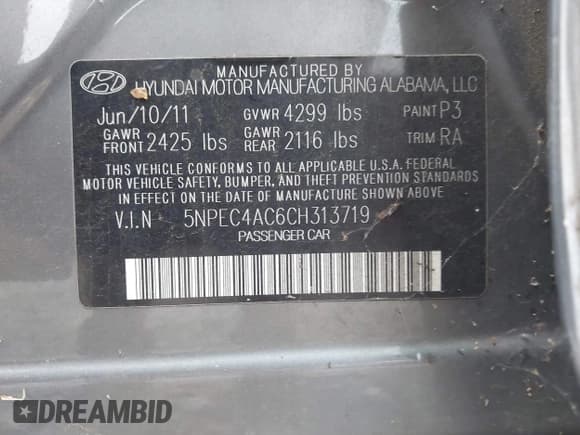 MANUFACTURED BY
HYUNDAI MOTOR MANUFACTURING ALABAMA, LLC
Jun/10/11 GVWR 4299 lbs PAINT P3
GAWR FRONT 2425 lbs GAWR REAR 2116 lbs TRIM RA
THIS VEHICLE CONFORMS TO ALL APPLICABLE U.S.A. FEDERAL
MOTOR VEHICLE SAFETY, BUMPER, AND THEFT PREVENTION STANDARDS
IN EFFECT ON THE DATE OF MANUFACTURE SHOWN ABOVE.
V.I.N 5NPEC4AC6CH313719
PASSENGER CAR
DREAMBID